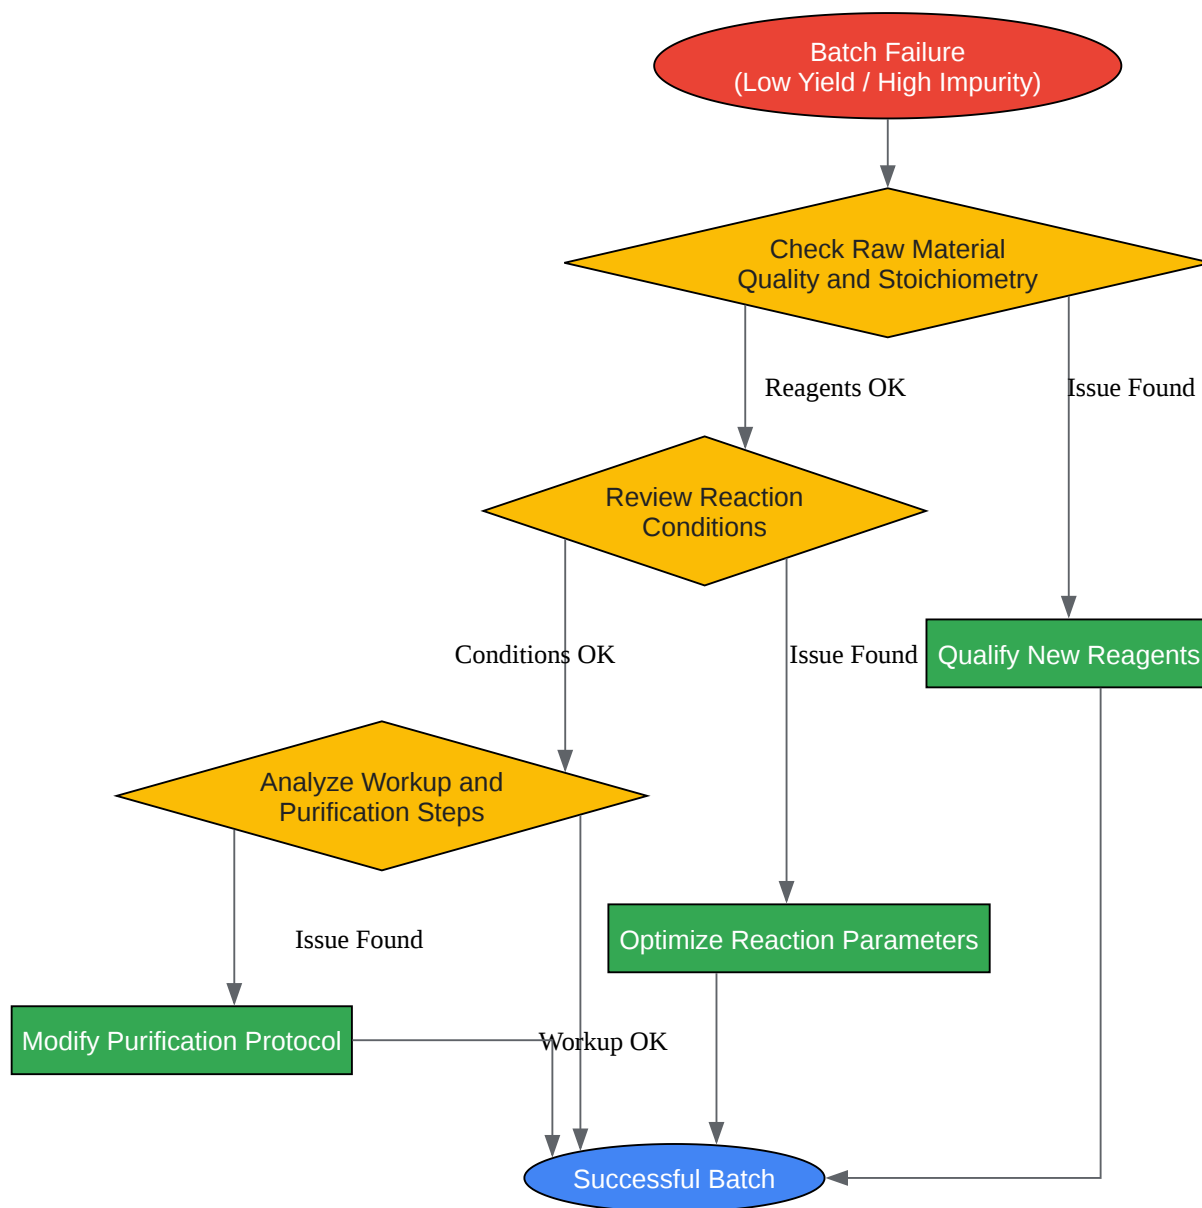 Batch Failure
(Low Yield / High Impurity)
Check Raw Material
Quality and Stoichiometry
Reagents OK
Issue Found
Review Reaction
Conditions
Conditions OK
Issue Found
Qualify New Reagents
Analyze Workup and
Purification Steps
Issue Found
Optimize Reaction Parameters
Modify Purification Protocol
Workup OK
Successful Batch